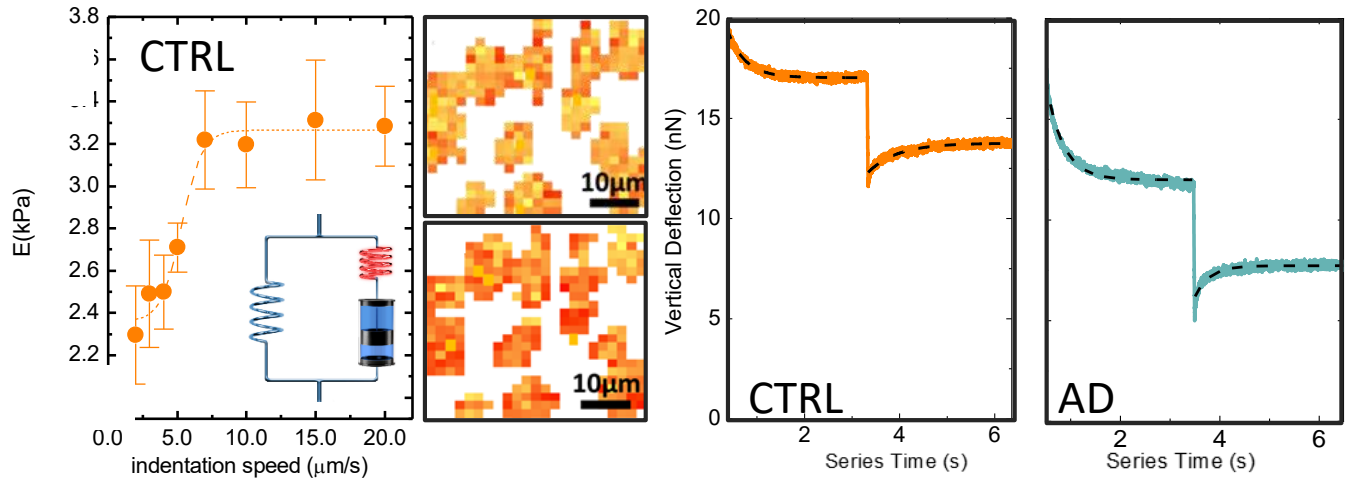 3.8
CTRL
.6
.4
3.2
3.0
2.8
2.6
2.4
2.2
E(kPa)
0.0 5.0 10.0 15.0 20.0
indentation speed (μm/s)
10μm
10μm
20
15
10
5
0
Vertical Deflection (nN)
CTRL
2 4 6
Series Time (s)
AD
2 4 6
Series Time (s)